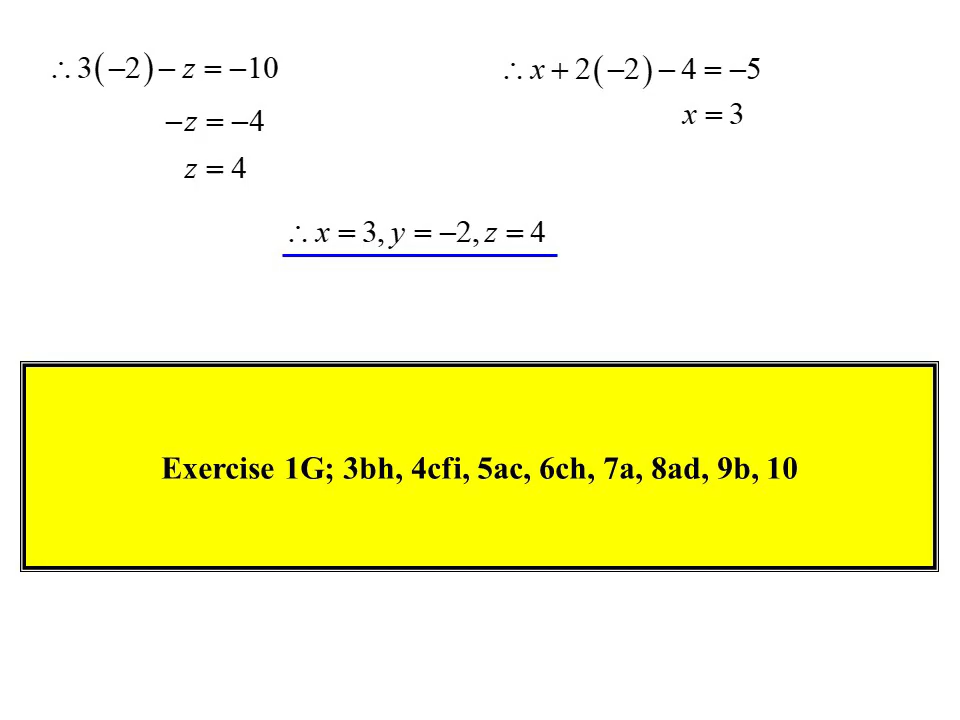 ∴ 3(−2) − z = −10
−z = −4
z = 4
∴ x + 2(−2) − 4 = −5
x = 3
∴ x = 3, y = −2, z = 4
Exercise 1G; 3bh, 4cfi, 5ac, 6ch, 7a, 8ad, 9b, 10